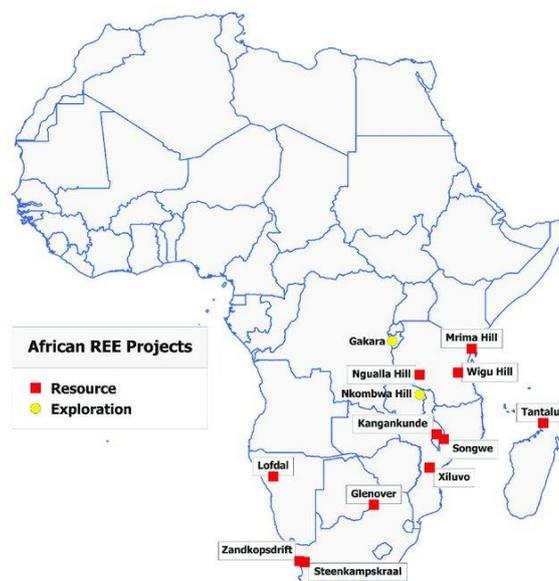 African REE Projects
Resource
Exploration
Gakara
Mrima Hill
Ngualla Hill
Wigu Hill
Nkombwa Hill
Tantalu
Kangankunde
Songwe
Xiluvo
Lofdal
Glenover
Zandkopsdrift
Steenkampskraal